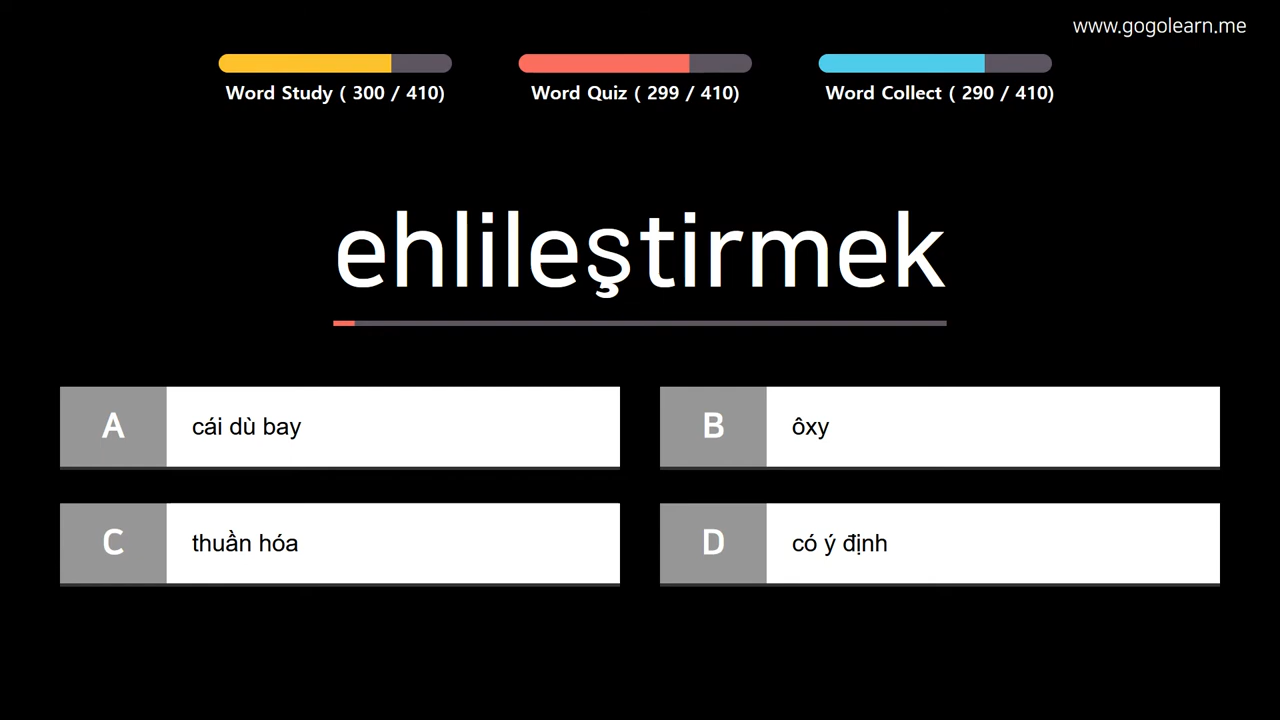 www.gogolearn.me
Word Study ( 300 / 410)
Word Quiz ( 299 / 410)
Word Collect ( 290 / 410)
ehlileştirmek
A cái dù bay
B ôxy
C thuần hóa
D có ý định